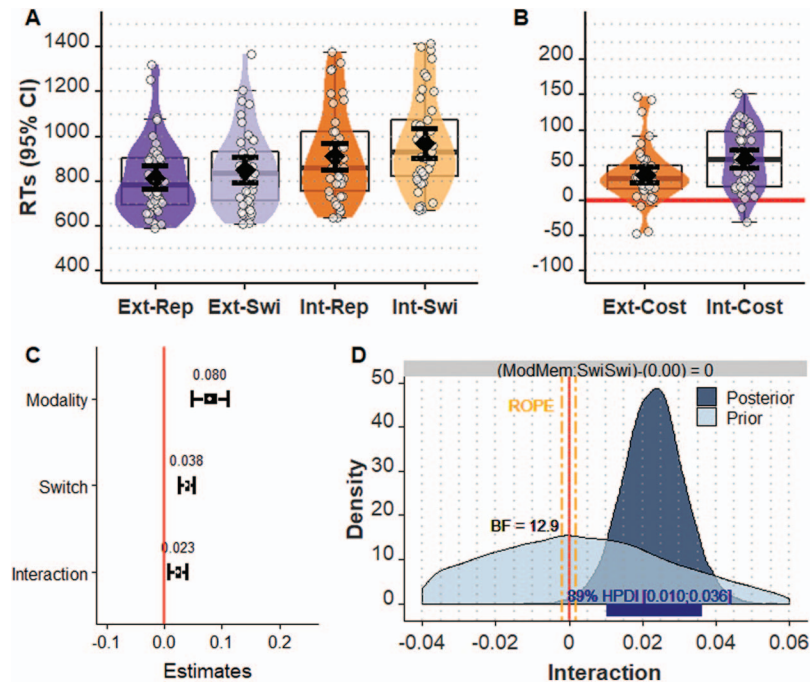 A
RTs (95% CI)
1400
1200
1000
800
600
400
Ext-Rep Ext-Swi Int-Rep Int-Swi
B
200
150
100
50
0
-50
-100
Ext-Cost Int-Cost
C
Modality
Switch
Interaction
0.080
0.038
0.023
-0.1 0.0 0.1 0.2
Estimates
D
(ModMem:SwiSwi)-(0.00) = 0
Density
50
40
30
20
10
0
ROPE
Posterior
Prior
BF = 12.9
89% HPDI [0.010;0.036]
-0.04 -0.02 0 0.02 0.04 0.06
Interaction